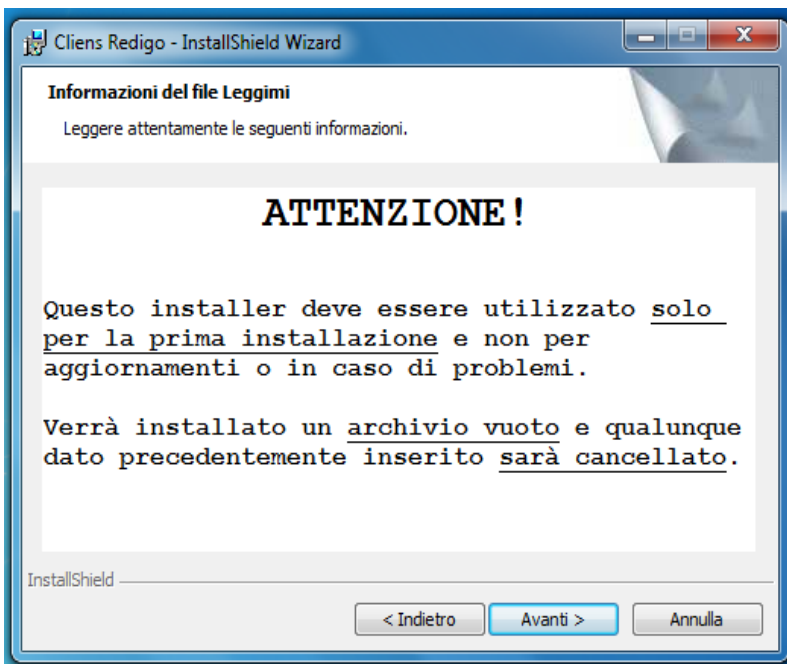 Cliens Redigo - InstallShield Wizard
Informazioni del file Leggimi
Leggere attentamente le seguenti informazioni.
ATTENZIONE!
Questo installer deve essere utilizzato solo
per la prima installazione e non per
aggiornamenti o in caso di problemi.
Verrà installato un archivio vuoto e qualunque
dato precedentemente inserito sarà cancellato.
InstallShield
< Indietro
Avanti >
Annulla